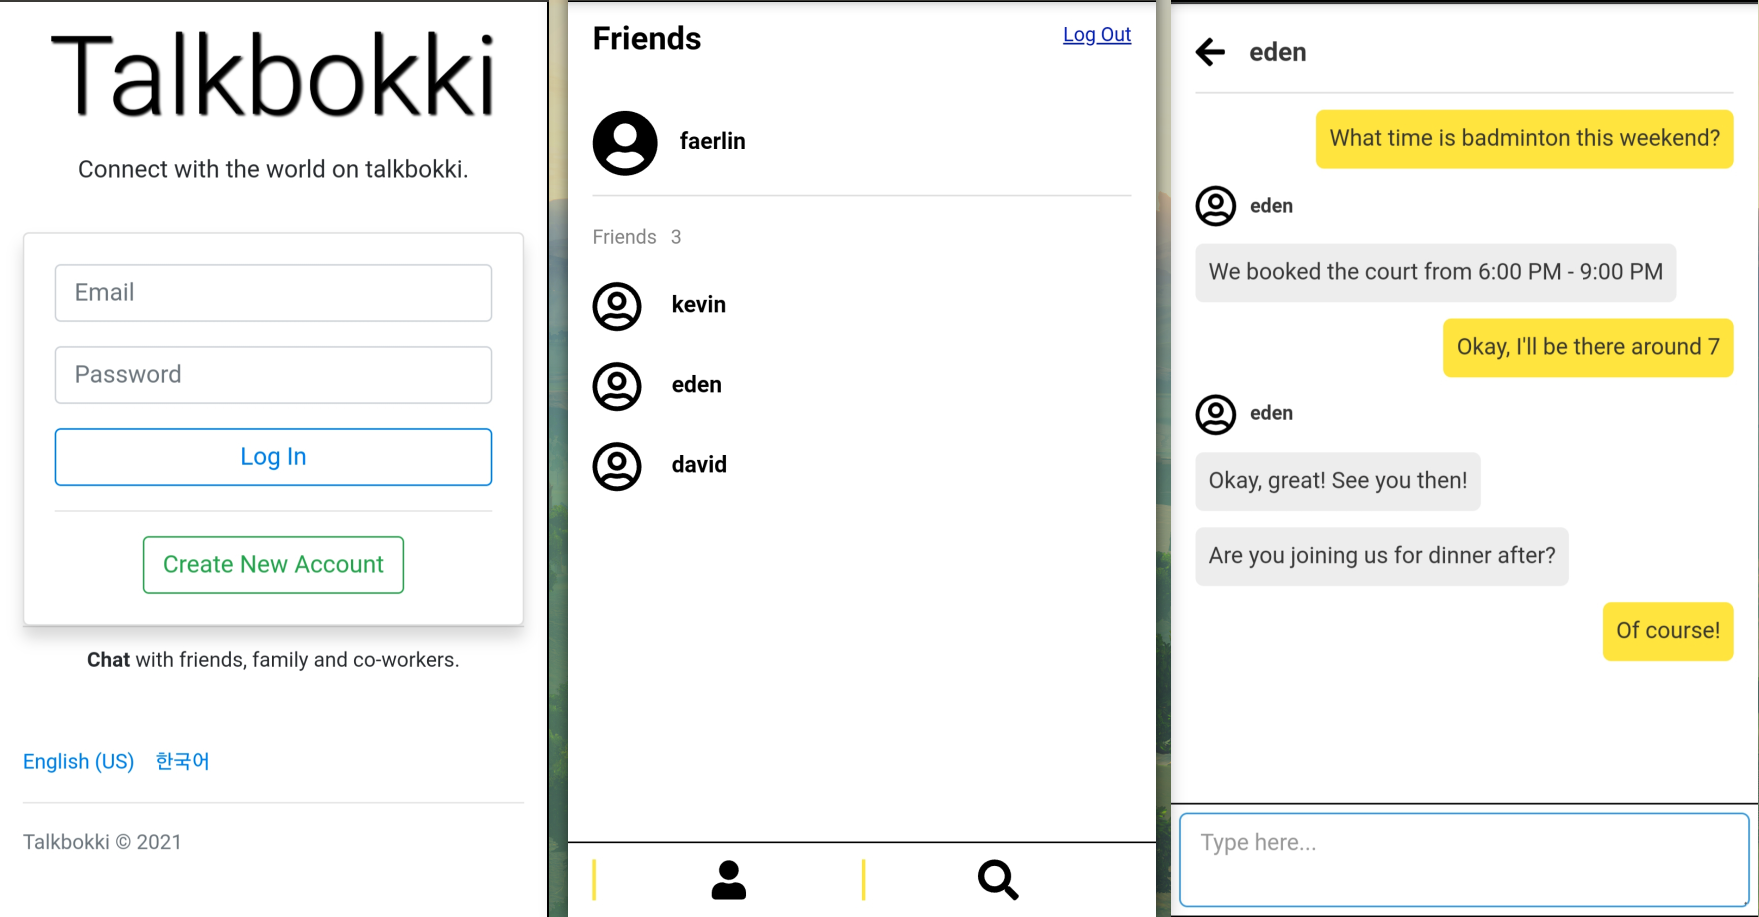 Talkbokki
Connect with the world on talkbokki.
Email
Password
Log In
Create New Account
Chat with friends, family and co-workers.
English (US) 한국어
Talkbokki © 2021
Friends
Log Out
faerlin
Friends 3
kevin
eden
david
eden
What time is badminton this weekend?
eden
We booked the court from 6:00 PM - 9:00 PM
Okay, I'll be there around 7
eden
Okay, great! See you then!
Are you joining us for dinner after?
Of course!
Type here...